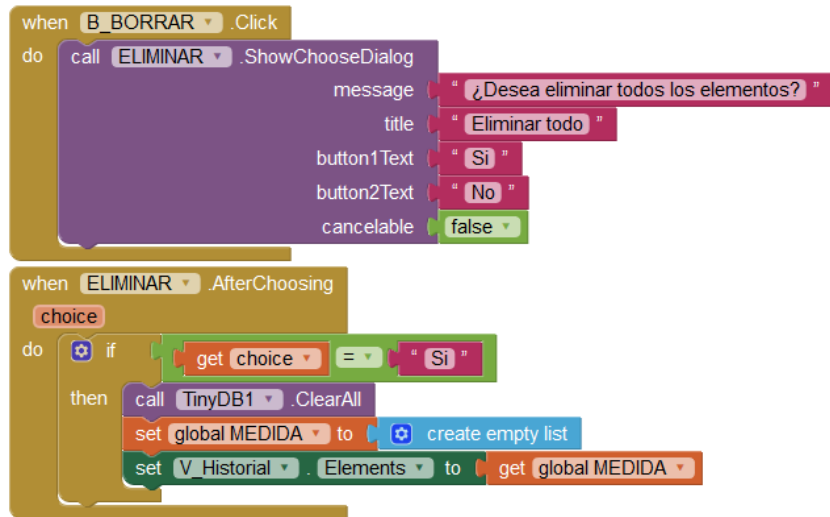 when B_BORRAR .Click
do call ELIMINAR .ShowChooseDialog
message " ¿Desea eliminar todos los elementos? "
title " Eliminar todo "
button1Text " Si "
button2Text " No "
cancelable false
when ELIMINAR .AfterChoosing
choice
do if get choice = " Si "
then call TinyDB1 .ClearAll
set global MEDIDA to create empty list
set V_Historial . Elements to get global MEDIDA